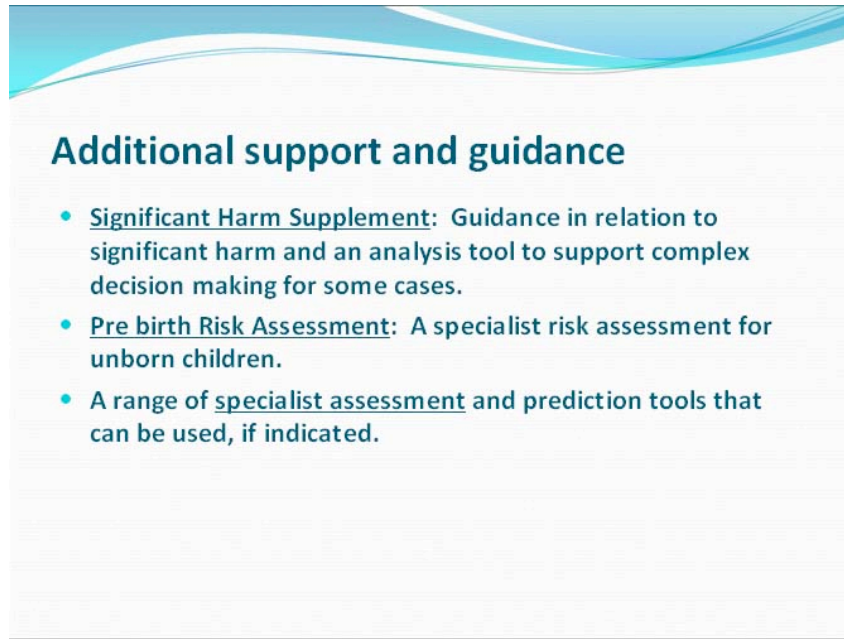 Additional support and guidance
• Significant Harm Supplement: Guidance in relation to
significant harm and an analysis tool to support complex
decision making for some cases.
• Pre birth Risk Assessment: A specialist risk assessment for
unborn children.
• A range of specialist assessment and prediction tools that
can be used, if indicated.